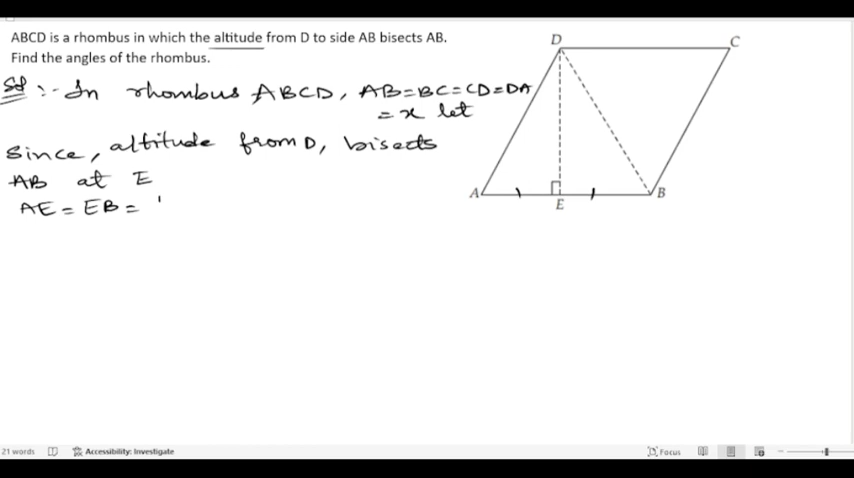 ABCD is a rhombus in which the altitude from D to side AB bisects AB.
Find the angles of the rhombus.
Sol :- In rhombus ABCD, AB=BC=CD=DA
= x let
Since, altitude from D, bisects
AB at E
AE = EB =
D
C
A
E
B
21 words
Accessibility: Investigate
Focus